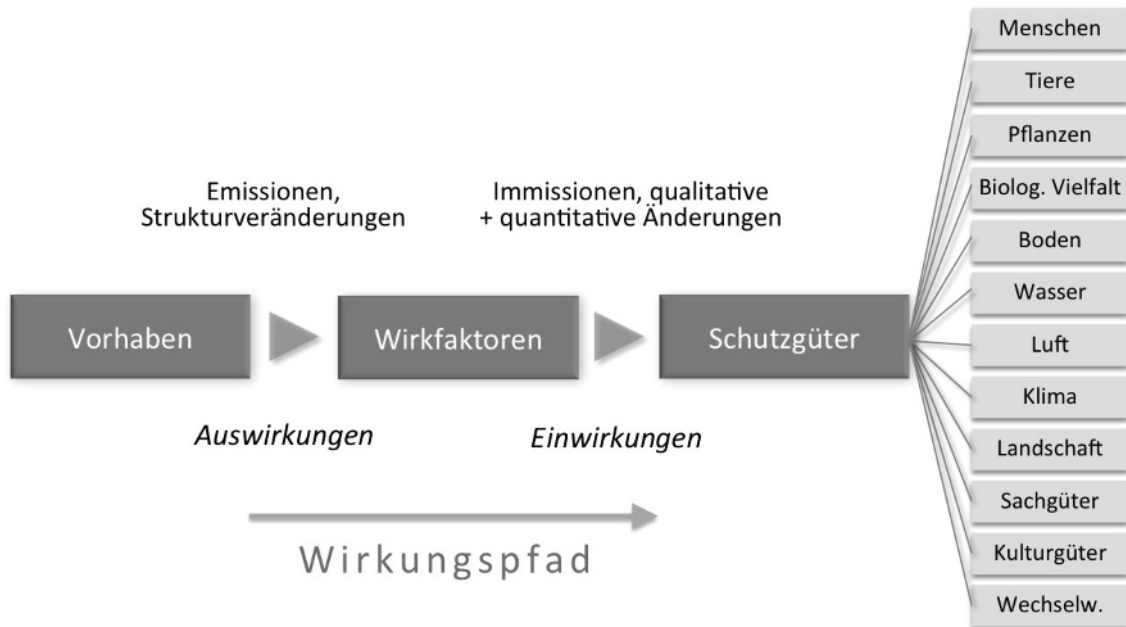 Emissionen,
Strukturveränderungen
Immissionen, qualitative
+ quantitative Änderungen
Vorhaben
Wirkfaktoren
Schutzgüter
Auswirkungen
Einwirkungen
Wirkungspfad
Menschen
Tiere
Pflanzen
Biolog. Vielfalt
Boden
Wasser
Luft
Klima
Landschaft
Sachgüter
Kulturgüter
Wechselw.